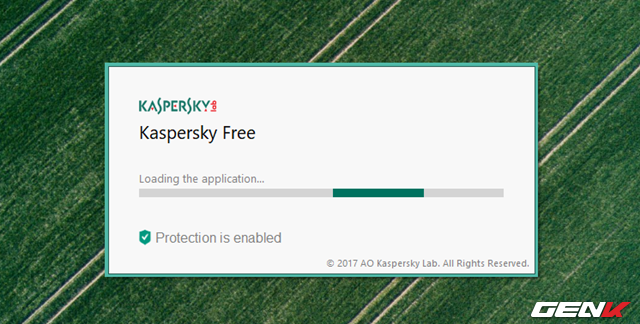 KASPERSKY lab
Kaspersky Free
Loading the application...
Protection is enabled
© 2017 AO Kaspersky Lab. All Rights Reserved.
GENK